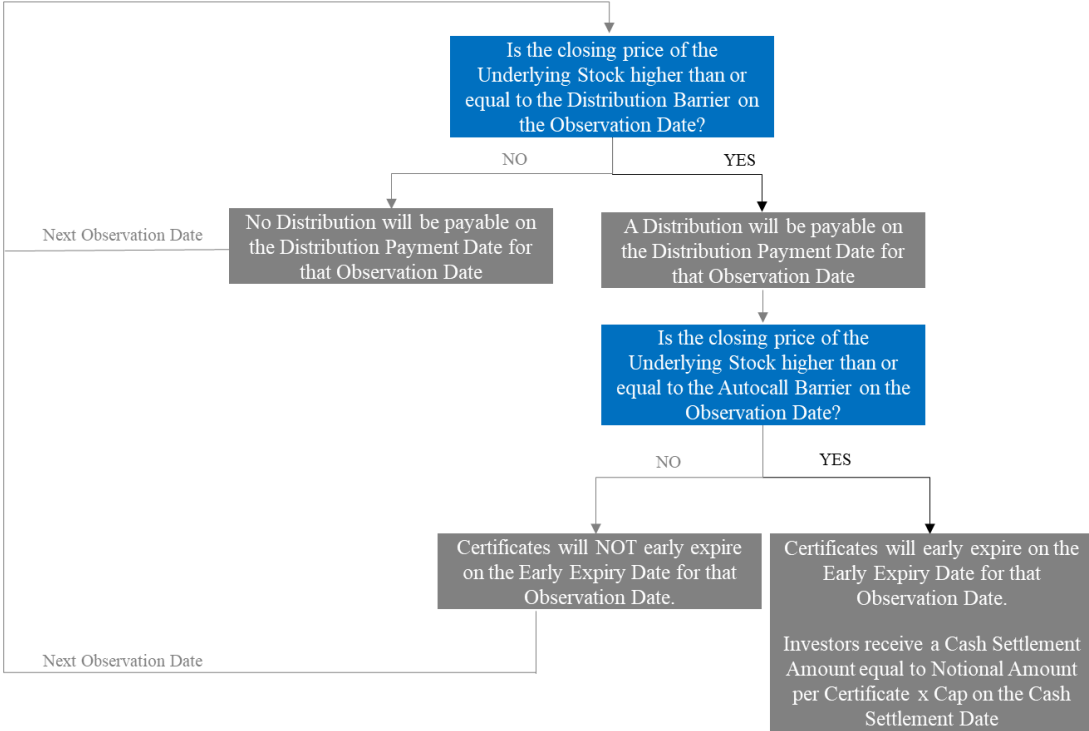 Is the closing price of the
Underlying Stock higher than or
equal to the Distribution Barrier on
the Observation Date?
NO
YES
Next Observation Date
No Distribution will be payable on
the Distribution Payment Date for
that Observation Date
A Distribution will be payable on
the Distribution Payment Date for
that Observation Date
Is the closing price of the
Underlying Stock higher than or
equal to the Autocall Barrier on the
Observation Date?
NO
YES
Certificates will NOT early expire
on the Early Expiry Date for that
Observation Date.
Certificates will early expire on the
Early Expiry Date for that
Observation Date.
Investors receive a Cash Settlement
Amount equal to Notional Amount
per Certificate x Cap on the Cash
Settlement Date
Next Observation Date